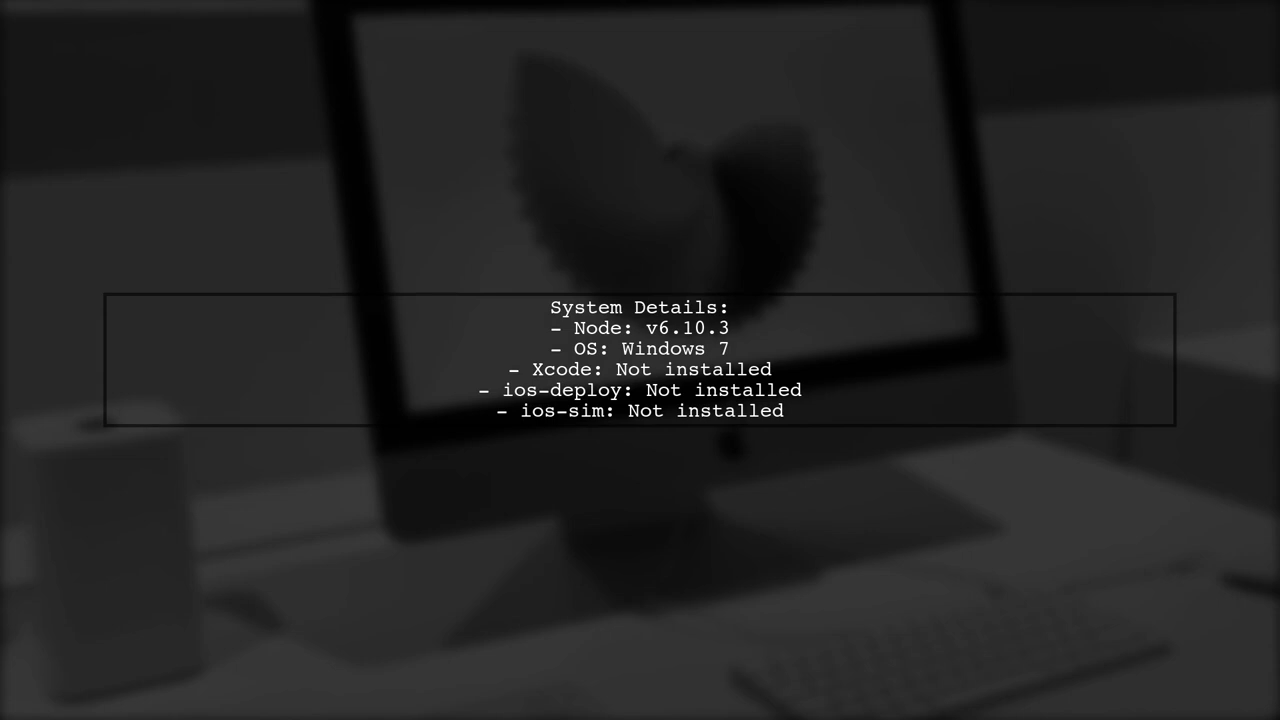 System Details:
- Node: v6.10.3
- OS: Windows 7
- Xcode: Not installed
- ios-deploy: Not installed
- ios-sim: Not installed